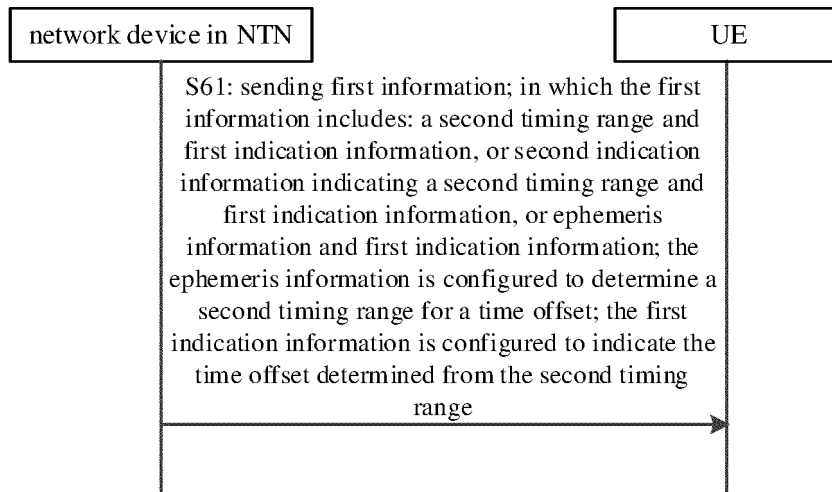 network device in NTN
UE
S61: sending first information; in which the first
information includes: a second timing range and
first indication information, or second indication
information indicating a second timing range and
first indication information, or ephemeris
information and first indication information; the
ephemeris information is configured to determine a
second timing range for a time offset; the first
indication information is configured to indicate the
time offset determined from the second timing
range